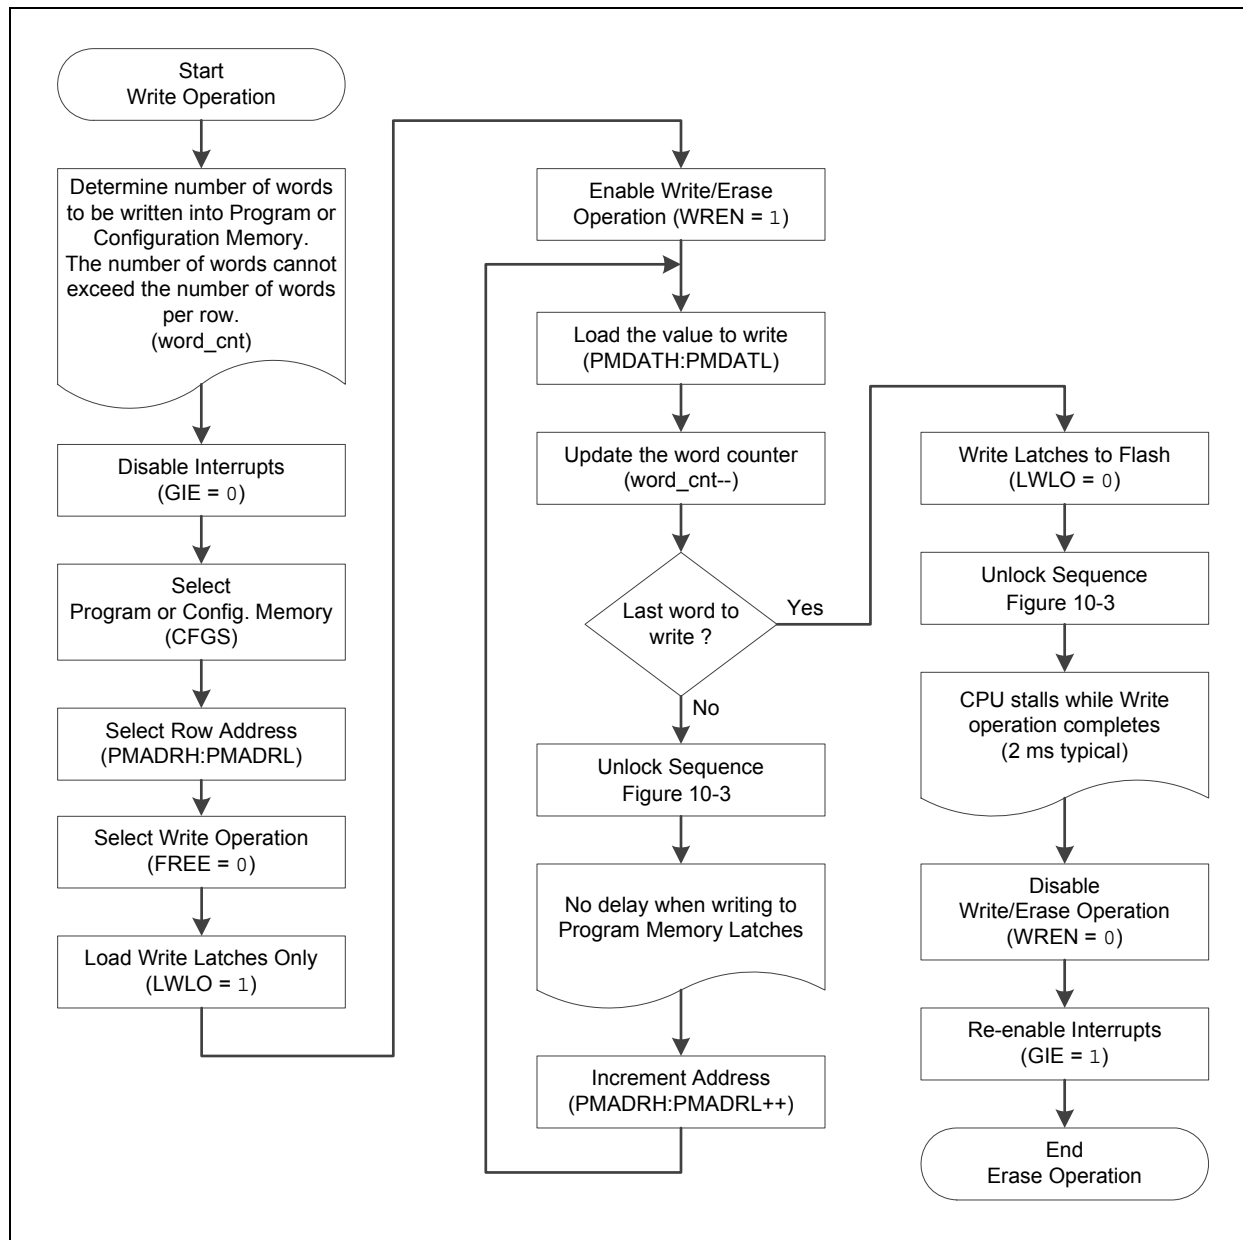 Start
Write Operation
Determine number of words
to be written into Program or
Configuration Memory.
The number of words cannot
exceed the number of words
per row.
(word_cnt)
Disable Interrupts
(GIE = 0)
Select
Program or Config. Memory
(CFGS)
Select Row Address
(PMADRH:PMADRL)
Select Write Operation
(FREE = 0)
Load Write Latches Only
(LWLO = 1)
Enable Write/Erase
Operation (WREN = 1)
Load the value to write
(PMDATH:PMDATL)
Update the word counter
(word_cnt--)
Last word to
write ?
Yes
No
Unlock Sequence
Figure 10-3
No delay when writing to
Program Memory Latches
Increment Address
(PMADRH:PMADRL++)
Write Latches to Flash
(LWLO = 0)
Unlock Sequence
Figure 10-3
CPU stalls while Write
operation completes
(2 ms typical)
Disable
Write/Erase Operation
(WREN = 0)
Re-enable Interrupts
(GIE = 1)
End
Erase Operation